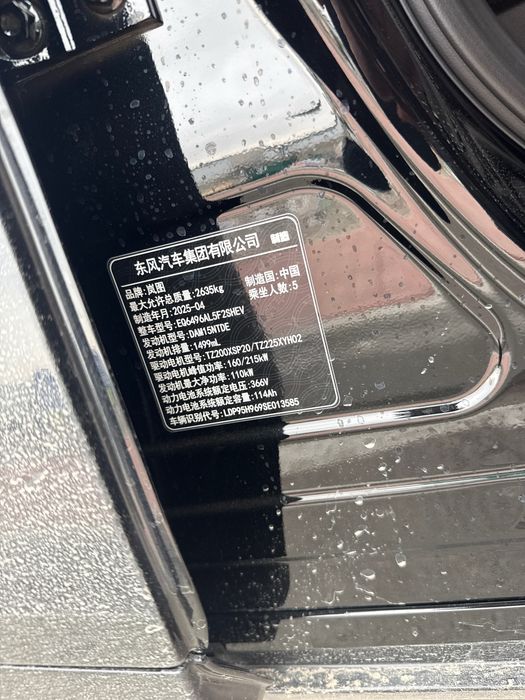 东风汽车集团有限公司 制造
品牌:岚图 制造国:中国
最大允许总质量:2635kg 乘坐人数:5
制造年月:2025-04
整车型号:EQ6496AL5F2SHEV
发动机型号:DAM15NTDE
发动机排量:1499mL
驱动电机型号:TZ200XSP20/TZ225XYH02
驱动电机峰值功率:160/215kW
发动机最大净功率:110kW
动力电池系统额定电压:366V
动力电池系统额定容量:114Ah
车辆识别代号:LDP95H969SE013585